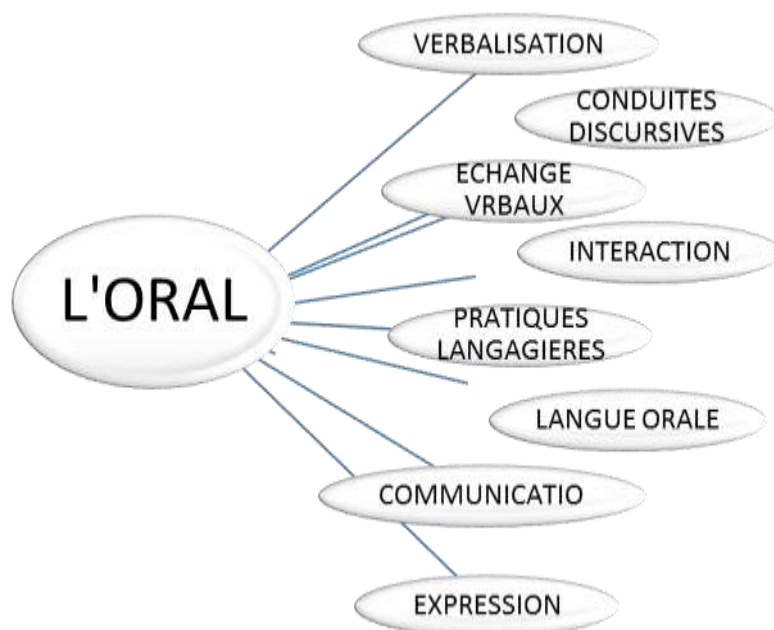 VERBALISATION
CONDUITES
DISCURSIVES
ECHANGE
VRBAUX
INTERACTION
L'ORAL
PRATIQUES
LANGAGIERES
LANGUE ORALE
COMMUNICATIO
EXPRESSION